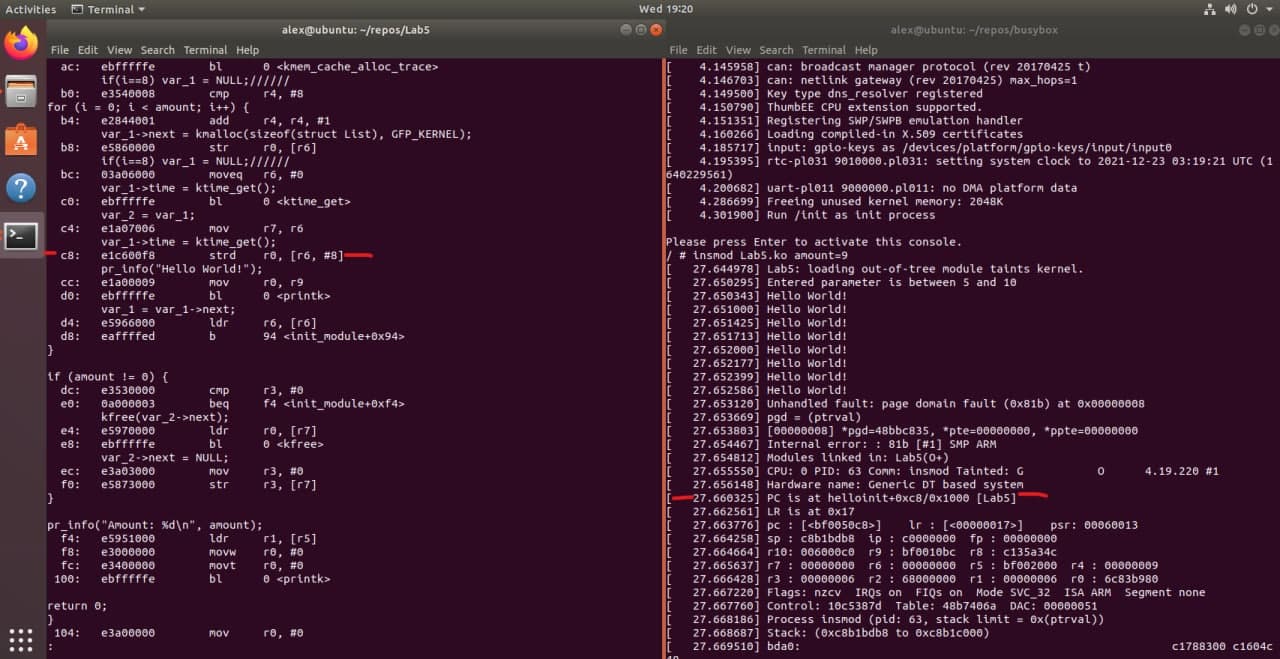 Activities
Terminal
Wed 19:20
alex@ubuntu: ~/repos/Lab5
File Edit View Search Terminal Help
ac: ebfffffe bl 0 <kmem_cache_alloc_trace>
if(i==8) var_1 = NULL;//////
b0: e3540008 cmp r4, #8
for (i = 0; i < amount; i++) {
b4: e2844001 add r4, r4, #1
var_1->next = kmalloc(sizeof(struct List), GFP_KERNEL);
b8: e5860000 str r0, [r6]
if(i==8) var_1 = NULL;//////
bc: 03a06000 moveq r6, #0
var_1->time = ktime_get();
c0: ebfffffe bl 0 <ktime_get>
var_2 = var_1;
c4: e1a07006 mov r7, r6
var_1->time = ktime_get();
c8: e1c600f8 strd r0, [r6, #8]
pr_info("Hello World!");
cc: e1a00009 mov r0, r9
d0: ebfffffe bl 0 <printk>
var_1 = var_1->next;
d4: e5966000 ldr r6, [r6]
d8: eaffffed b 94 <init_module+0x94>
}
if (amount != 0) {
dc: e3530000 cmp r3, #0
e0: 0a000003 beq f4 <init_module+0xf4>
kfree(var_2->next);
e4: e5970000 ldr r0, [r7]
e8: ebfffffe bl 0 <kfree>
var_2->next = NULL;
ec: e3a03000 mov r3, #0
f0: e5873000 str r3, [r7]
}
pr_info("Amount: %d\n", amount);
f4: e5951000 ldr r1, [r5]
f8: e3000000 movw r0, #0
fc: e3400000 movt r0, #0
100: ebfffffe bl 0 <printk>
return 0;
}
104: e3a00000 mov r0, #0
:
alex@ubuntu: ~/repos/busybox
File Edit View Search Terminal Help
[ 4.145958] can: broadcast manager protocol (rev 20170425 t)
[ 4.146703] can: netlink gateway (rev 20170425) max_hops=1
[ 4.149500] Key type dns_resolver registered
[ 4.150790] ThumbEE CPU extension supported.
[ 4.151351] Registering SWP/SWPB emulation handler
[ 4.160266] Loading compiled-in X.509 certificates
[ 4.185717] input: gpio-keys as /devices/platform/gpio-keys/input/input0
[ 4.195395] rtc-pl031 9010000.pl031: setting system clock to 2021-12-23 03:19:21 UTC (1
640229561)
[ 4.200682] uart-pl011 9000000.pl011: no DMA platform data
[ 4.286699] Freeing unused kernel memory: 2048K
[ 4.301900] Run /init as init process
Please press Enter to activate this console.
/ # insmod Lab5.ko amount=9
[ 27.644978] Lab5: loading out-of-tree module taints kernel.
[ 27.650295] Entered parameter is between 5 and 10
[ 27.650343] Hello World!
[ 27.651000] Hello World!
[ 27.651425] Hello World!
[ 27.651713] Hello World!
[ 27.652000] Hello World!
[ 27.652177] Hello World!
[ 27.652399] Hello World!
[ 27.652586] Hello World!
[ 27.653120] Unhandled fault: page domain fault (0x81b) at 0x00000008
[ 27.653669] pgd = (ptrval)
[ 27.653803] [00000008] *pgd=48bbc835, *pte=00000000, *ppte=00000000
[ 27.654467] Internal error: : 81b [#1] SMP ARM
[ 27.654812] Modules linked in: Lab5(O+)
[ 27.655550] CPU: 0 PID: 63 Comm: insmod Tainted: G O 4.19.220 #1
[ 27.656148] Hardware name: Generic DT based system
[ 27.660325] PC is at helloinit+0xc8/0x1000 [Lab5]
[ 27.662561] LR is at 0x17
[ 27.663776] pc : [<bf0050c8>] lr : [<00000017>] psr: 00060013
[ 27.664258] sp : c8b1bdb8 ip : c0000000 fp : 00000000
[ 27.664664] r10: 006000c0 r9 : bf0010bc r8 : c135a34c
[ 27.665637] r7 : 00000000 r6 : 00000000 r5 : bf002000 r4 : 00000009
[ 27.666428] r3 : 00000006 r2 : 68000000 r1 : 00000006 r0 : 6c83b980
[ 27.667220] Flags: nzcv IRQs on FIQs on Mode SVC_32 ISA ARM Segment none
[ 27.667760] Control: 10c5387d Table: 48b7406a DAC: 00000051
[ 27.668186] Process insmod (pid: 63, stack limit = 0x(ptrval))
[ 27.668687] Stack: (0xc8b1bdb8 to 0xc8b1c000)
[ 27.669510] bda0: c1788300 c1604c